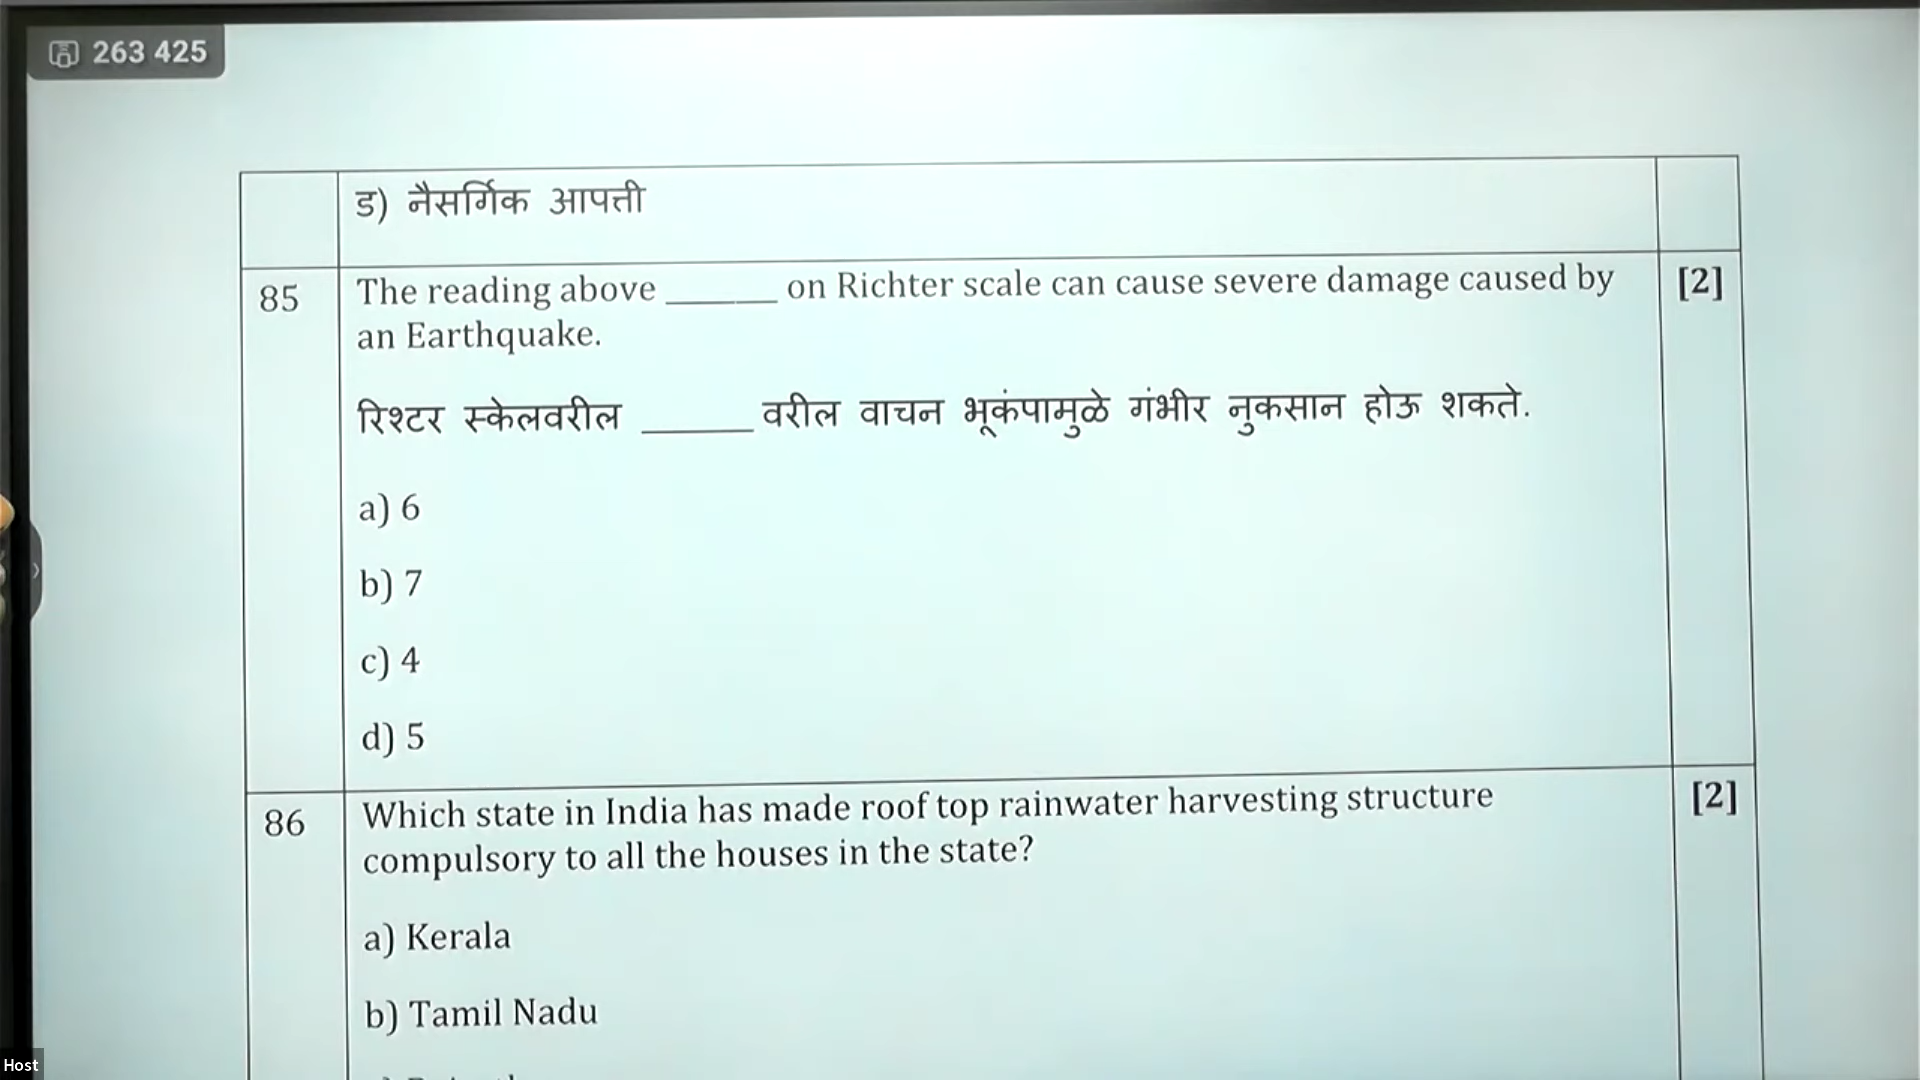 263 425
ड) नैसर्गिक आपत्ती
85 The reading above ______ on Richter scale can cause severe damage caused by [2]
an Earthquake.
रिश्टर स्केलवरील ______ वरील वाचन भूकंपामुळे गंभीर नुकसान होऊ शकते.
a) 6
b) 7
c) 4
d) 5
86 Which state in India has made roof top rainwater harvesting structure [2]
compulsory to all the houses in the state?
a) Kerala
b) Tamil Nadu
Host